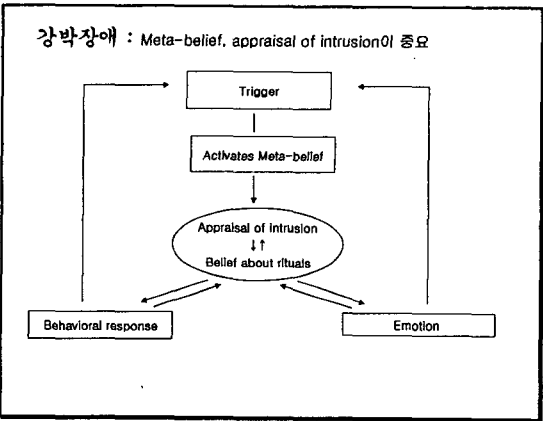 강박장애 : Meta-belief, appraisal of intrusion이 중요
Trigger
Activates Meta-belief
Appraisal of intrusion
↓↑
Belief about rituals
Behavioral response
Emotion